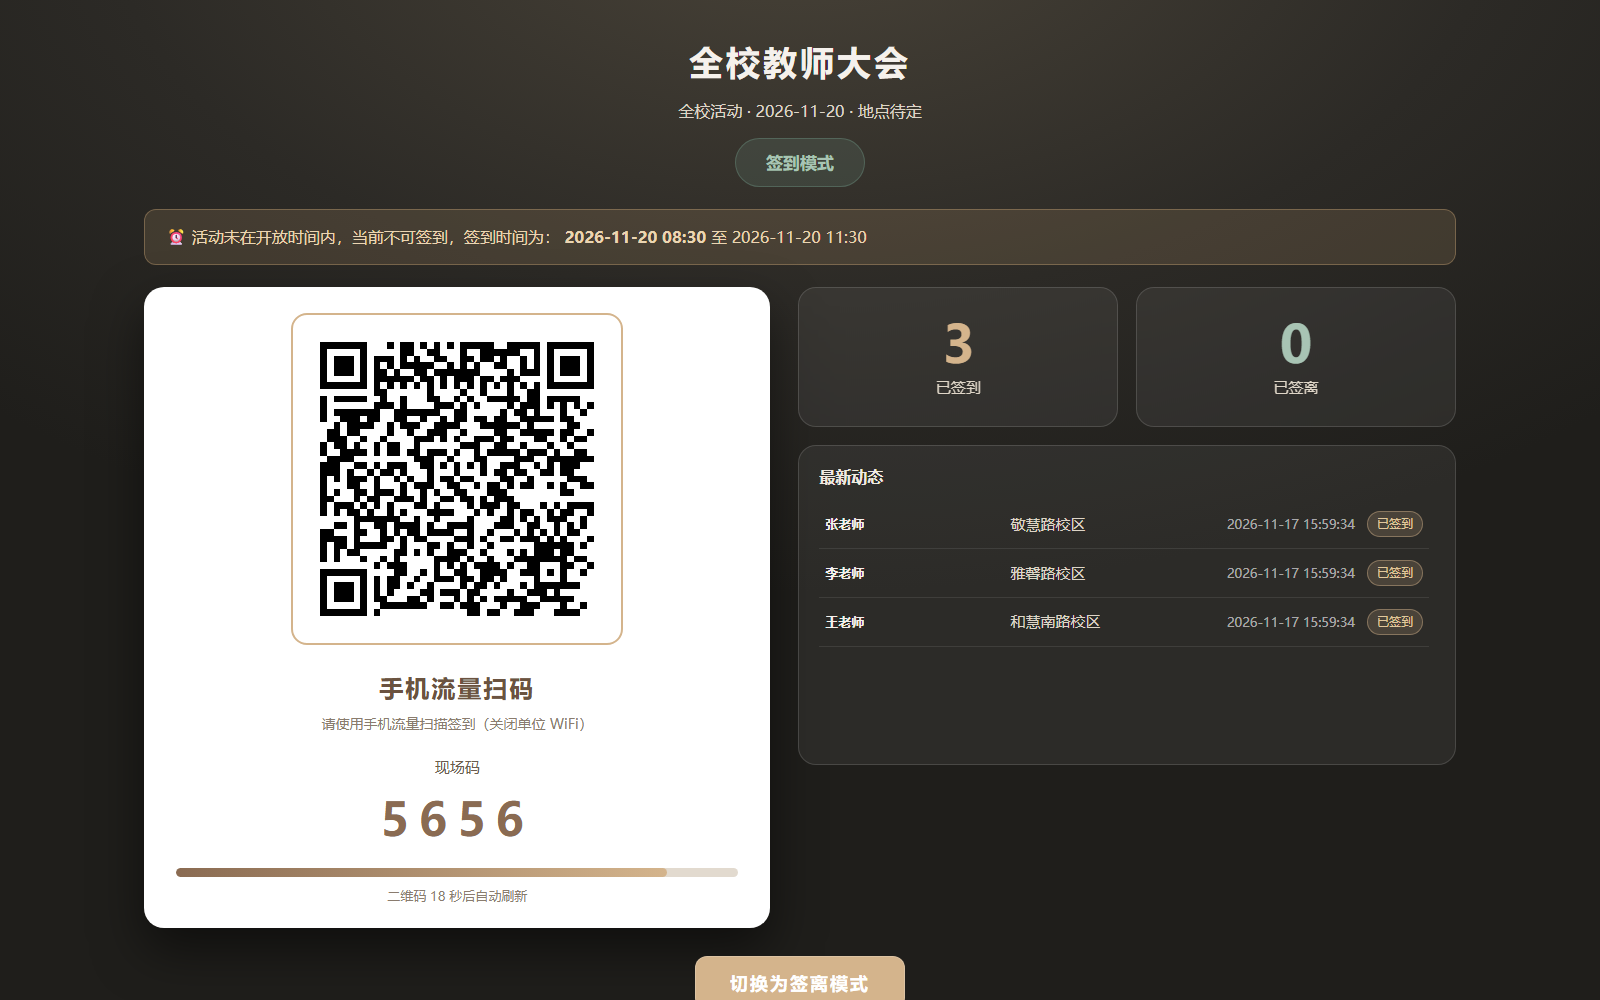 全校教师大会
全校活动 · 2026-11-20 · 地点待定
签到模式
⏰ 活动未在开放时间内，当前不可签到，签到时间为： 2026-11-20 08:30 至 2026-11-20 11:30
手机流量扫码
请使用手机流量扫描签到（关闭单位 WiFi）
现场码
5656
二维码 18 秒后自动刷新
3
已签到
0
已签离
最新动态
张老师 敬慧路校区 2026-11-17 15:59:34 已签到
李老师 雅馨路校区 2026-11-17 15:59:34 已签到
王老师 和慧南路校区 2026-11-17 15:59:34 已签到
切换为签离模式